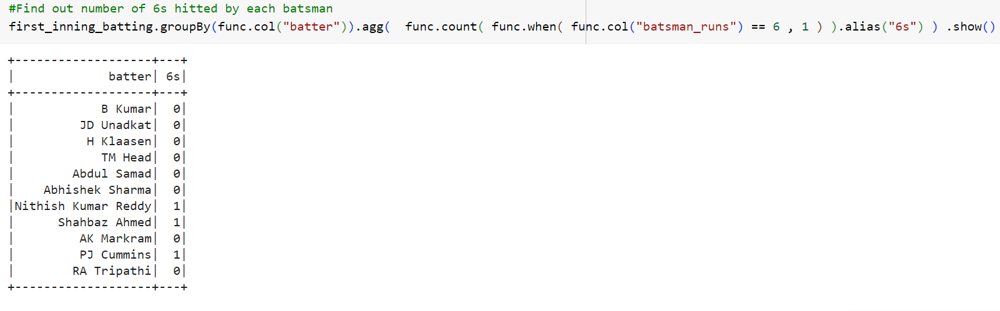 #Find out number of 6s hitted by each batsman
first_inning_batting.groupBy(func.col("batter")).agg(  func.count( func.when( func.col("batsman_runs") == 6 , 1 ) ).alias("6s") ) .show()
+-------------------+---+
|             batter| 6s|
+-------------------+---+
|            B Kumar|  0|
|         JD Unadkat|  0|
|          H Klaasen|  0|
|            TM Head|  0|
|        Abdul Samad|  0|
|    Abhishek Sharma|  0|
|Nithish Kumar Reddy|  1|
|      Shahbaz Ahmed|  1|
|         AK Markram|  0|
|         PJ Cummins|  1|
|        RA Tripathi|  0|
+-------------------+---+